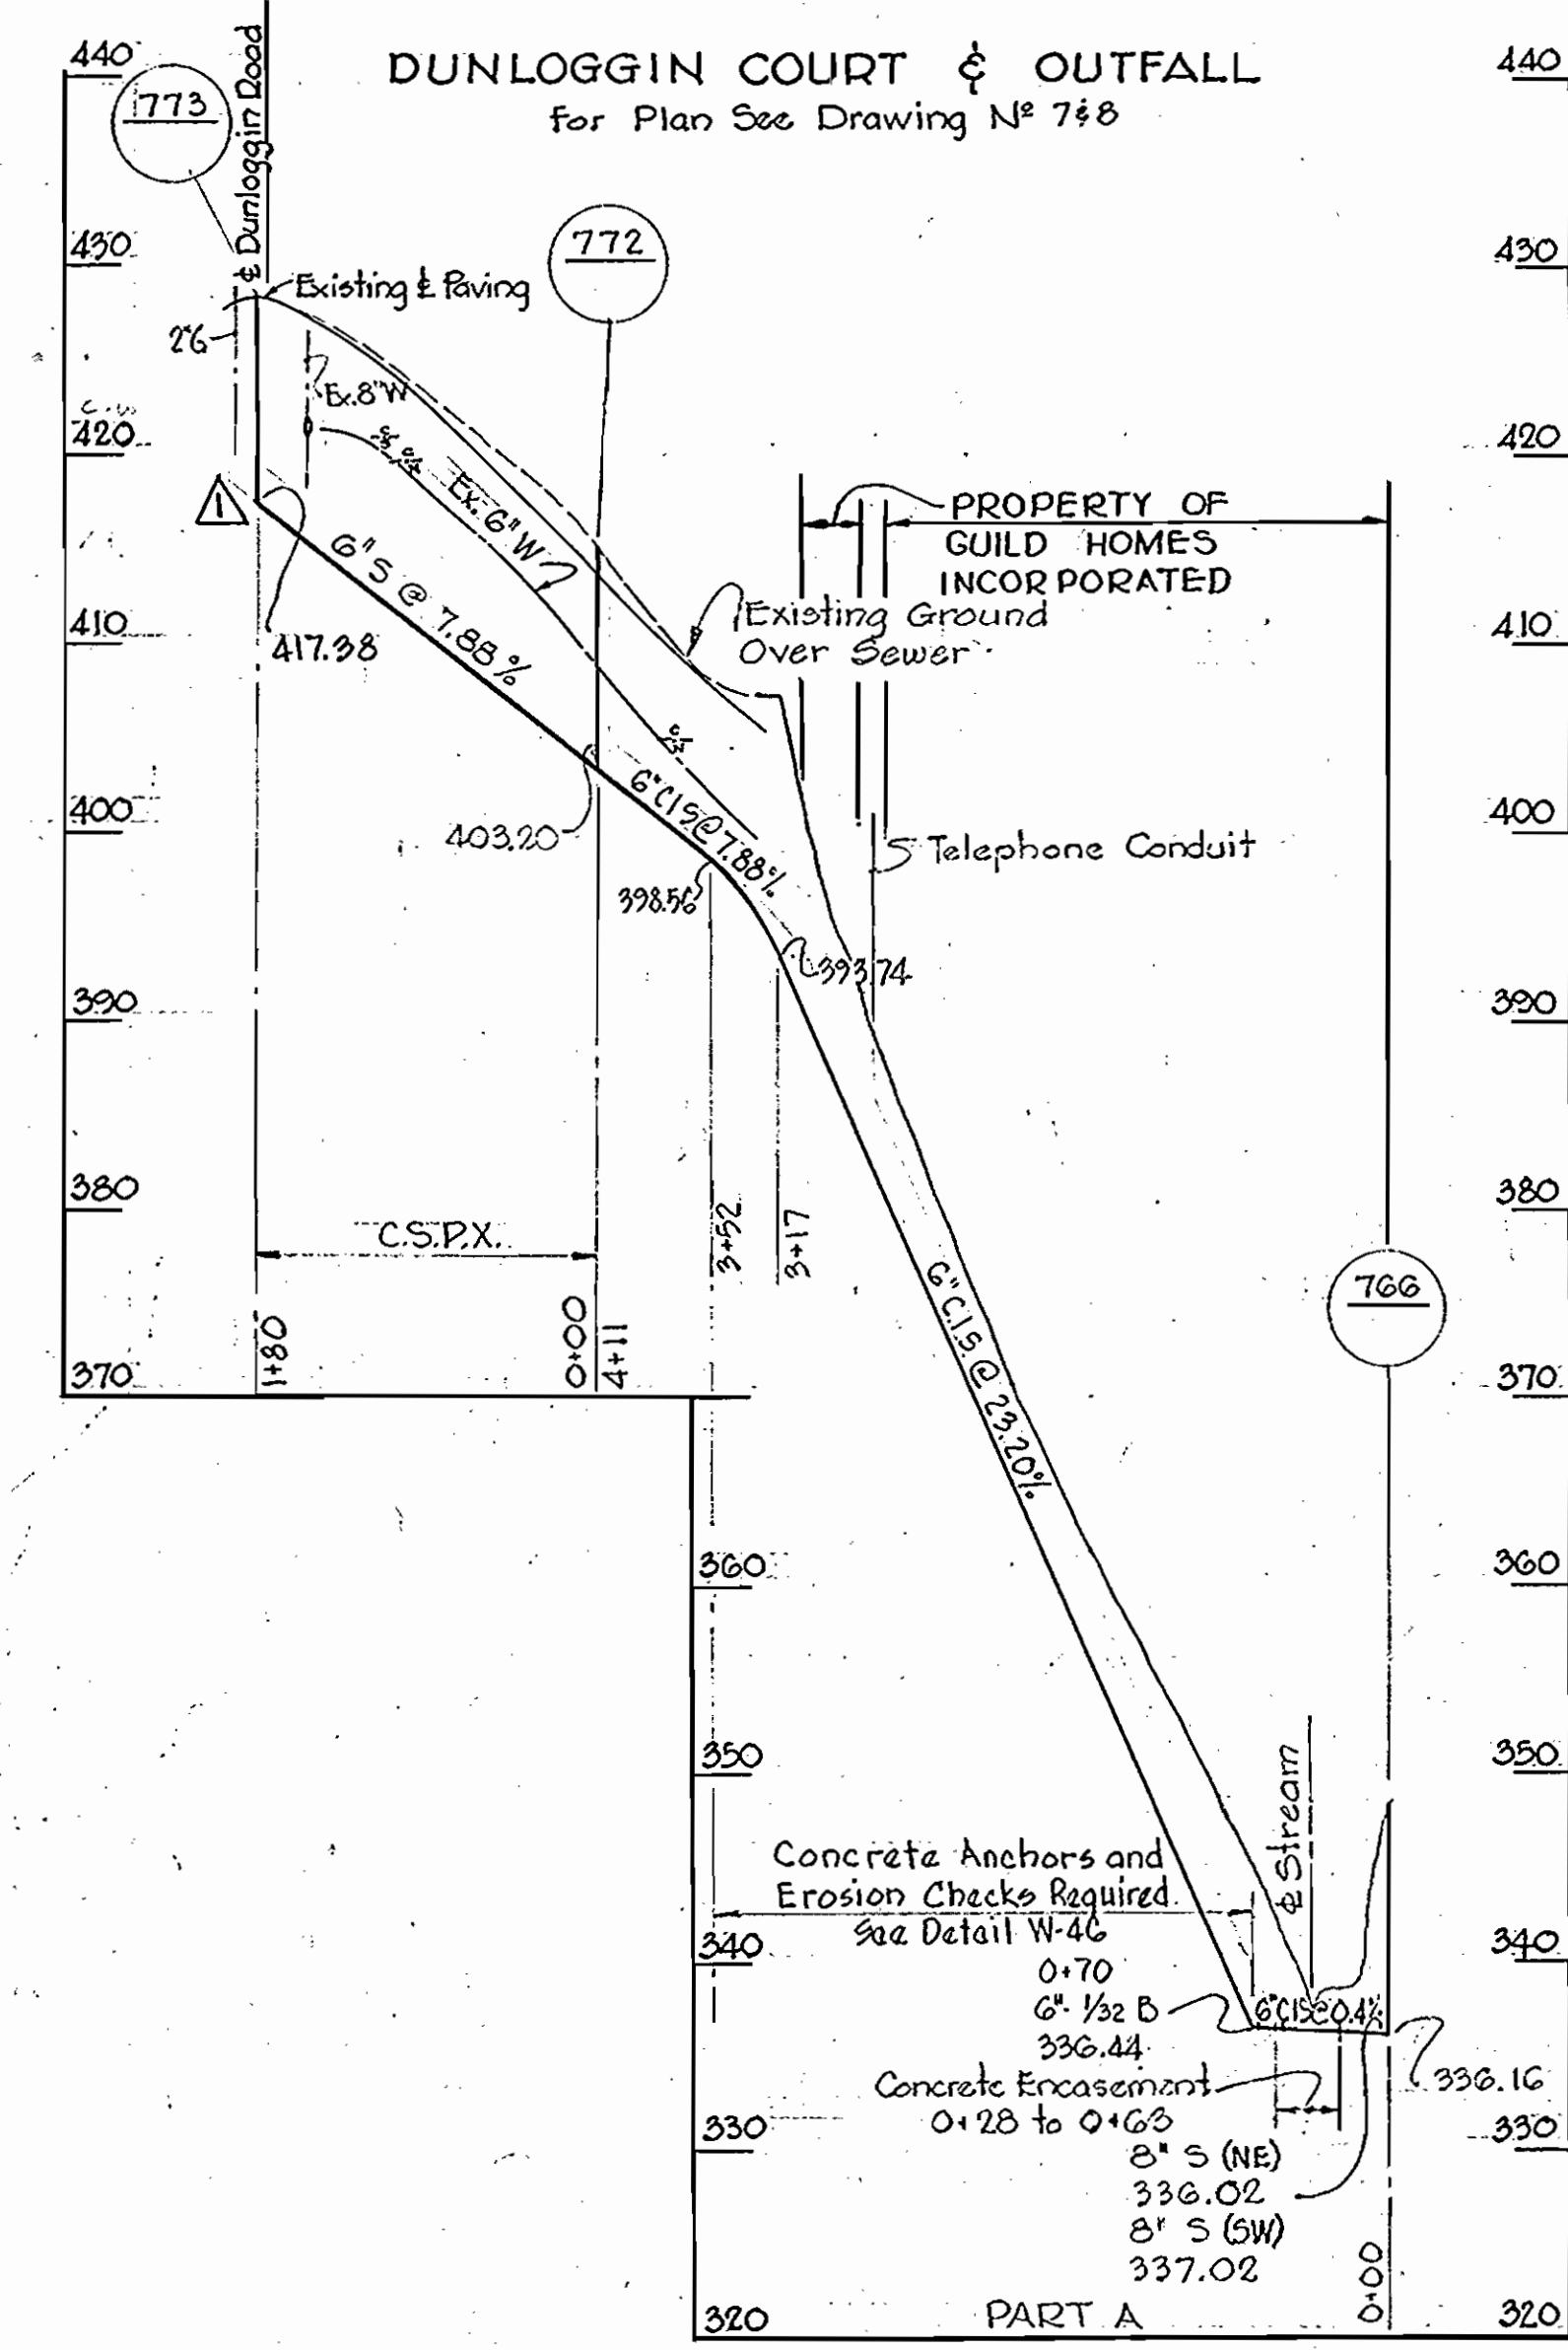 DUNLOGGIN COURT & OUTFALL
for Plan See Drawing Nº 7&8
440
430
420
410
400
390
380
370
440
430
420
410
400
390
380
370
360
350
340
330
320
773
℄ Dunloggin Road
772
Existing ℄ Paving
2'6
Ex. 8"W
Ex. 6" W
1
6" S @ 7.88 %
417.38
PROPERTY OF
GUILD HOMES
INCORPORATED
Existing Ground
Over Sewer
6" C I S @ 7.88%
403.20
Telephone Conduit
398.56
393.74
C.S.P.X.
3+52
3+17
1+80
0+00
4+11
6" C.I.S. @ 23.20%
766
360
350
340
330
320
℄ Stream
Concrete Anchors and
Erosion Checks Required
See Detail W-46
0+70
6"- 1/32 B
336.44
6" CIS @ 0.4%
336.16
Concrete Encasement
0+28 to 0+63
8" S (NE)
336.02
8" S (SW)
337.02
0+00
PART A